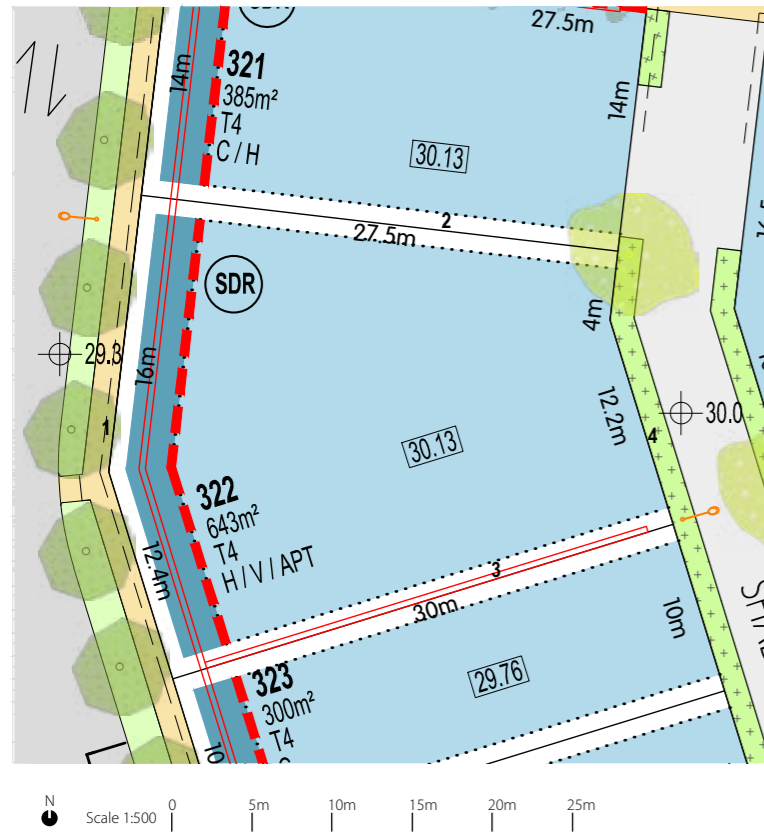 27.5m
14m
321
385m²
T4
C / H
30.13
14m
2
27.5m
SDR
4m
29.3
16m
12.2m
30.0
1
30.13
4
322
643m²
T4
H / V / APT
12.4m
3
30m
10m
323
300m²
T4
29.76
10
N
Scale 1:500
0
5m
10m
15m
20m
25m